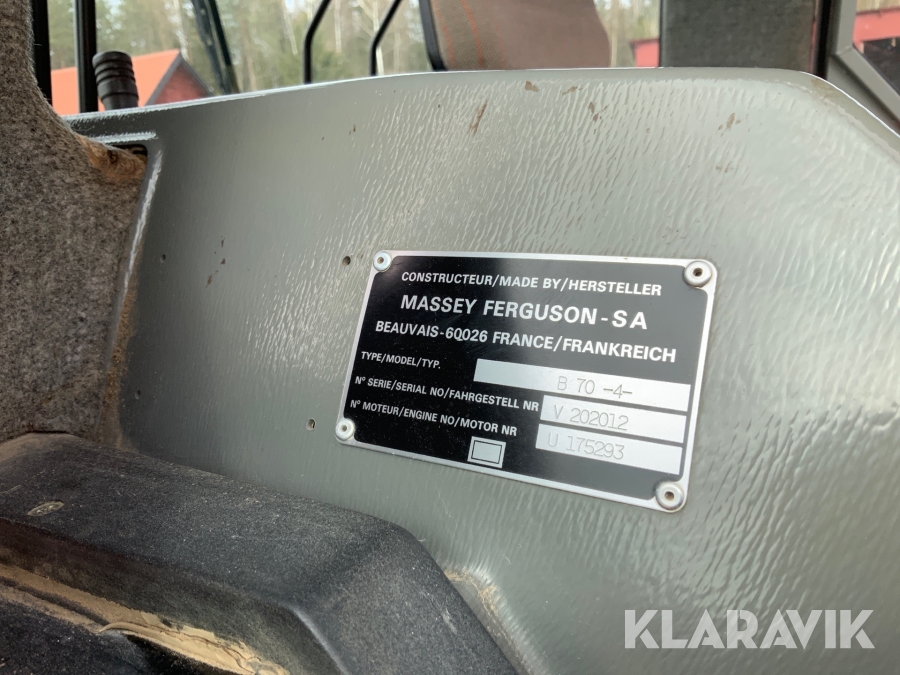 CONSTRUCTEUR/MADE BY/HERSTELLER
MASSEY FERGUSON-SA
BEAUVAIS-60026 FRANCE/FRANKREICH
TYPE/MODEL/TYP. B 70 -4-
N° SERIE/SERIAL NO/FAHRGESTELL NR V 202012
N° MOTEUR/ENGINE NO/MOTOR NR U 175293
KLARAVIK